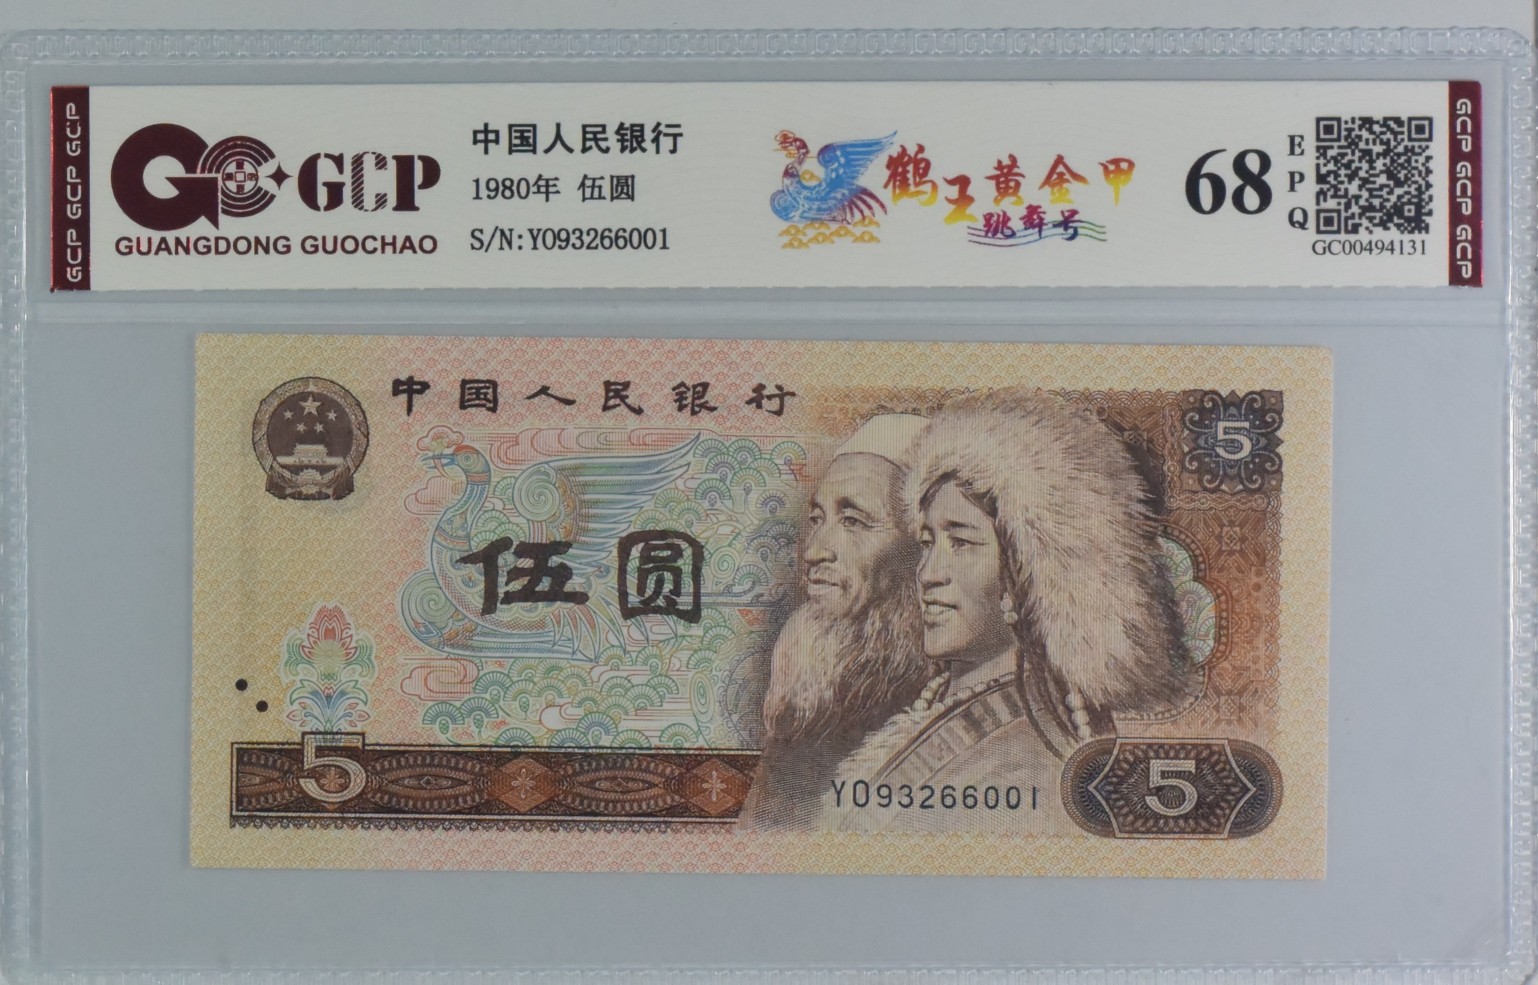 GCP GCP GCP
GCP
GUANGDONG GUOCHAO
中国人民银行
1980年 伍圆
S/N:Y093266001
鹤王黄金甲
跳舞号
68
EPQ
GC00494131
GCP GCP GCP
中国人民银行
5
伍圆
5
Y093266001
5